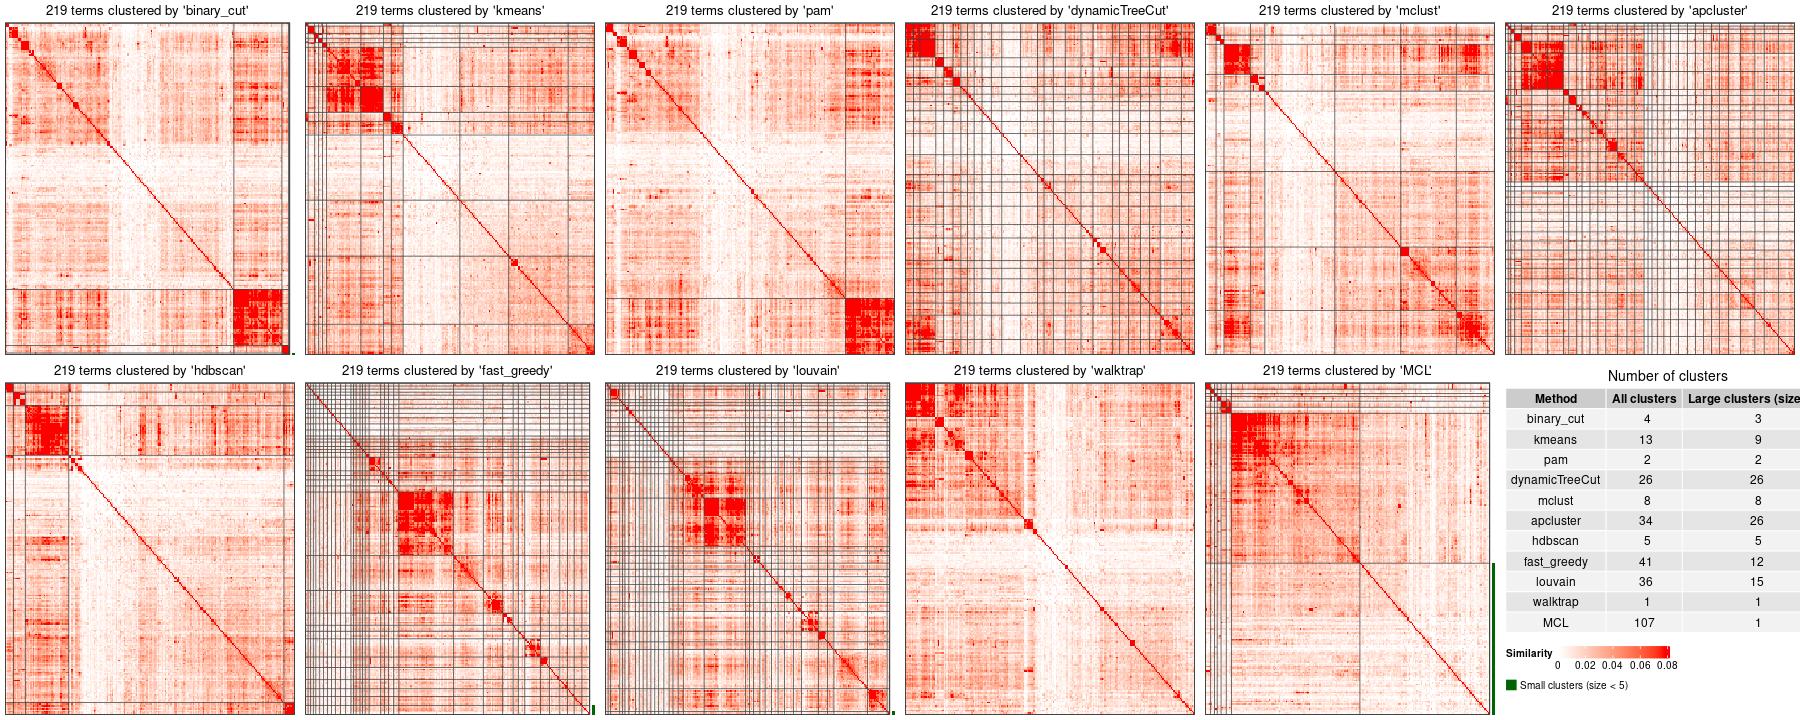 219 terms clustered by 'binary_cut'
219 terms clustered by 'kmeans'
219 terms clustered by 'pam'
219 terms clustered by 'dynamicTreeCut'
219 terms clustered by 'mclust'
219 terms clustered by 'apcluster'
219 terms clustered by 'hdbscan'
219 terms clustered by 'fast_greedy'
219 terms clustered by 'louvain'
219 terms clustered by 'walktrap'
219 terms clustered by 'MCL'
Number of clusters
Method All clusters Large clusters (size
binary_cut 4 3
kmeans 13 9
pam 2 2
dynamicTreeCut 26 26
mclust 8 8
apcluster 34 26
hdbscan 5 5
fast_greedy 41 12
louvain 36 15
walktrap 1 1
MCL 107 1
Similarity
0 0.02 0.04 0.06 0.08
Small clusters (size < 5)